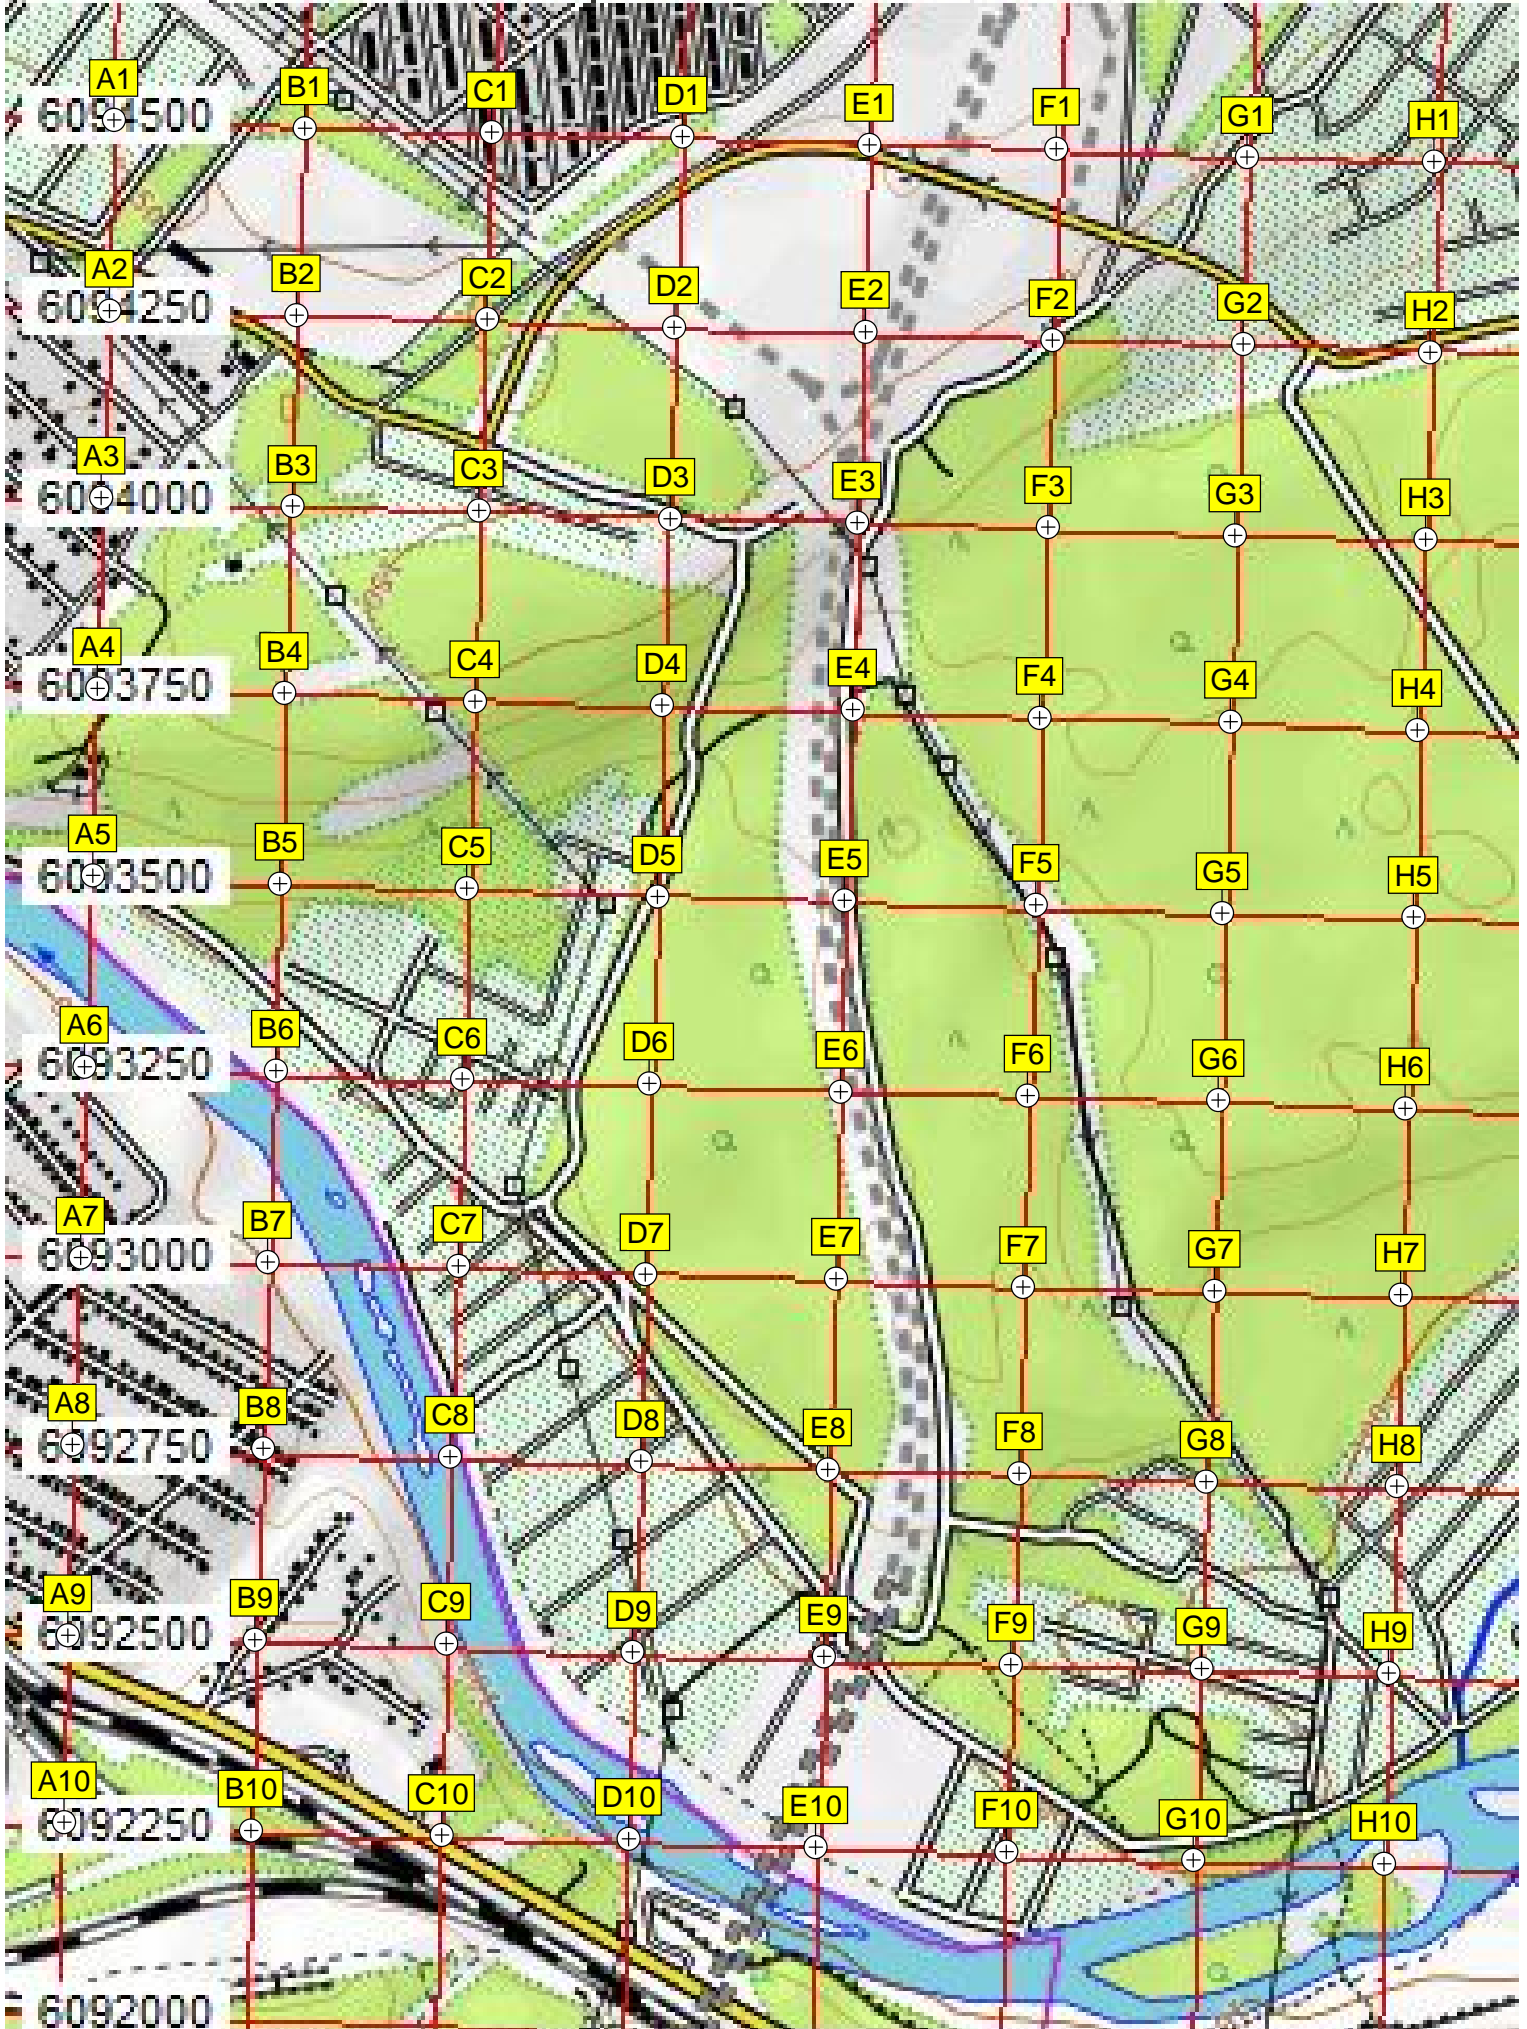 A1 B1 C1 D1 E1 F1 G1 H1
6094500
A2 B2 C2 D2 E2 F2 G2 H2
6094250
A3 B3 C3 D3 E3 F3 G3 H3
6094000
A4 B4 C4 D4 E4 F4 G4 H4
6093750
A5 B5 C5 D5 E5 F5 G5 H5
6093500
A6 B6 C6 D6 E6 F6 G6 H6
6093250
A7 B7 C7 D7 E7 F7 G7 H7
6093000
A8 B8 C8 D8 E8 F8 G8 H8
6092750
A9 B9 C9 D9 E9 F9 G9 H9
6092500
A10 B10 C10 D10 E10 F10 G10 H10
6092250
6092000